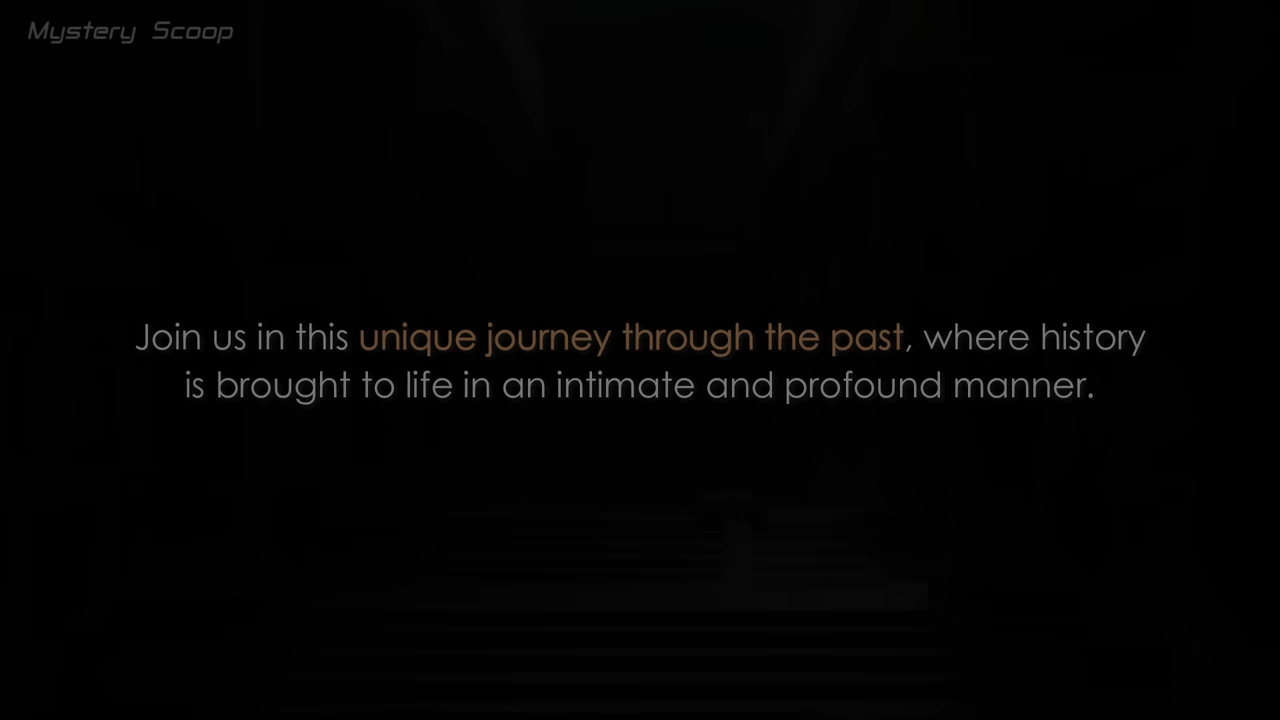 Mystery Scoop
Join us in this unique journey through the past, where history
is brought to life in an intimate and profound manner.